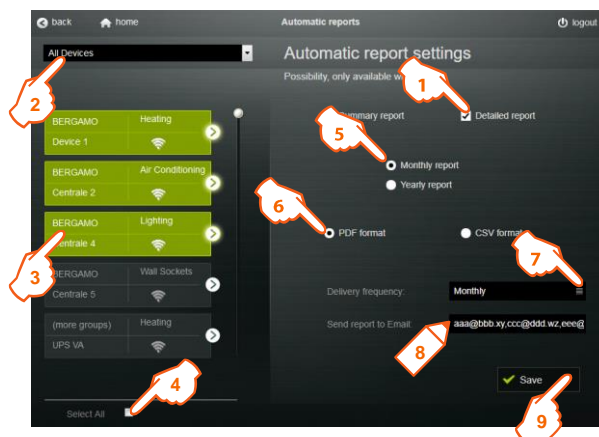 back home Automatic reports logout
All Devices
Automatic report settings
Possibility, only available
1
2
BERGAMO Heating
Device 1
Summary report
Detailed report
5
BERGAMO Air Conditioning
Centrale 2
Monthly report
Yearly report
6
BERGAMO Lighting
Centrale 4
PDF format
CSV format
7
3
BERGAMO Wall Sockets
Centrale 5
Delivery frequency: Monthly
(more groups) Heating
UPS VA
Send report to Email: aaa@bbb.xy,ccc@ddd.wz,eee@
8
4
Save
Select All
9